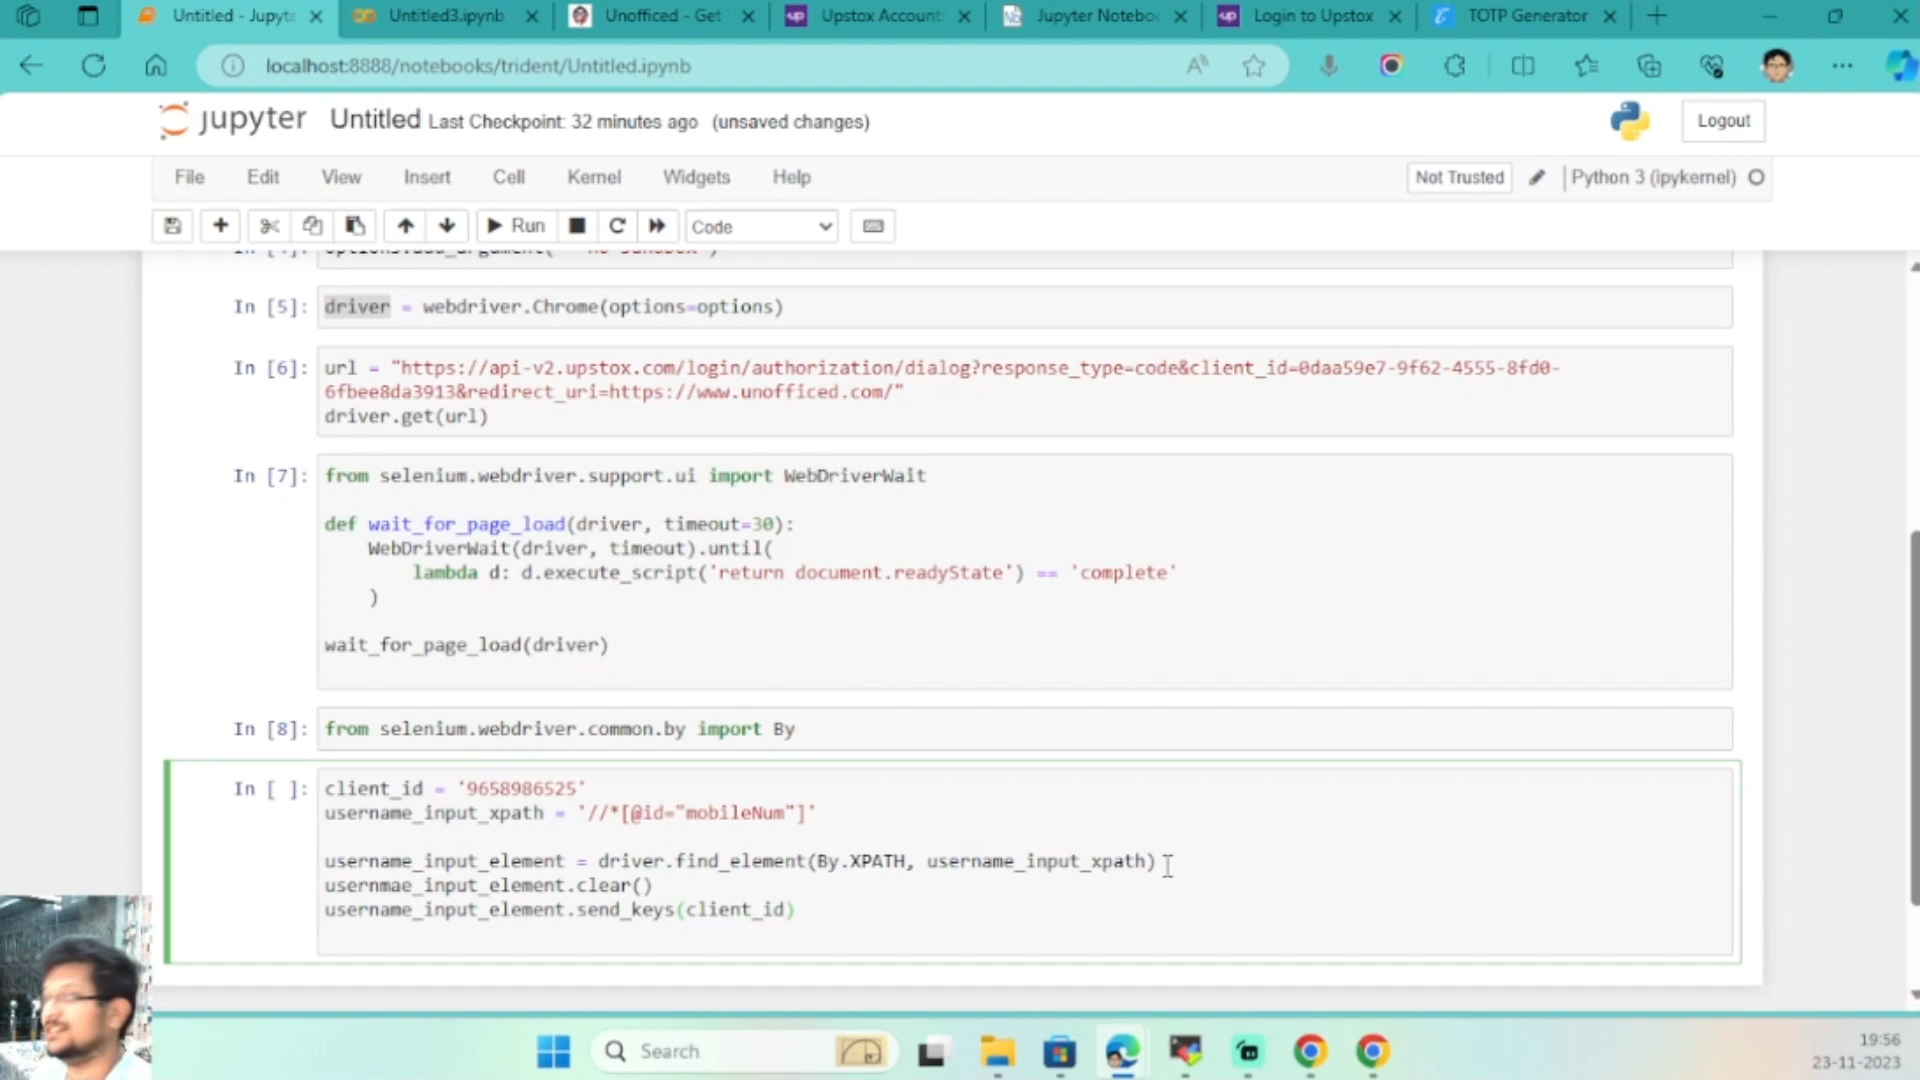 Untitled - Jupyte
Untitled3.ipynb
Unofficed - Get
Upstox Account
Jupyter Noteboo
Login to Upstox
TOTP Generator
localhost:8888/notebooks/trident/Untitled.ipynb
jupyter Untitled Last Checkpoint: 32 minutes ago (unsaved changes)
Logout
File Edit View Insert Cell Kernel Widgets Help
Not Trusted
Python 3 (ipykernel)
Run
Code
In [5]: driver = webdriver.Chrome(options=options)
In [6]: url = "https://api-v2.upstox.com/login/authorization/dialog?response_type=code&client_id=0daa59e7-9f62-4555-8fd0-
6fbee8da3913&redirect_uri=https://www.unofficed.com/"
driver.get(url)
In [7]: from selenium.webdriver.support.ui import WebDriverWait
def wait_for_page_load(driver, timeout=30):
WebDriverWait(driver, timeout).until(
lambda d: d.execute_script('return document.readyState') == 'complete'
)
wait_for_page_load(driver)
In [8]: from selenium.webdriver.common.by import By
In [ ]: client_id = '9658986525'
username_input_xpath = '//*[@id="mobileNum"]'
username_input_element = driver.find_element(By.XPATH, username_input_xpath)
usernmae_input_element.clear()
username_input_element.send_keys(client_id)
Search
19:56
23-11-2023